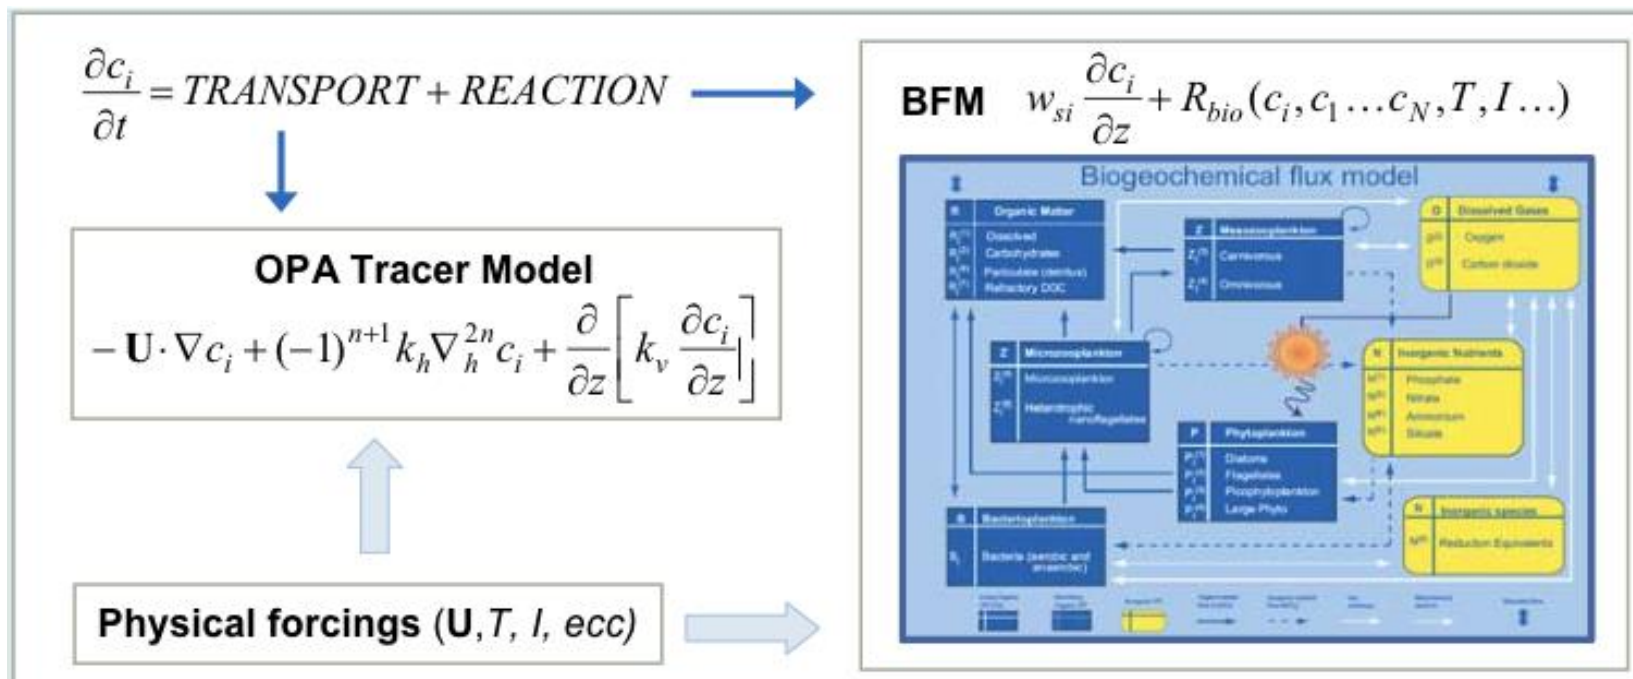 ∂c_i/∂t = TRANSPORT + REACTION
BFM w_si ∂c_i/∂z + R_bio(c_i, c_1 … c_N, T, I …)
OPA Tracer Model
− U · ∇c_i + (−1)^{n+1} k_h ∇_h^{2n} c_i + ∂/∂z [k_v ∂c_i/∂z]
Physical forcings (U, T, I, ecc)
Biogeochemical flux model
R Organic Matter
Dissolved
Carbohydrates
Particulate (detritus)
Refractory DOC
Z Mesozooplankton
Carnivorous
Omnivorous
O Dissolved Gases
Oxygen
Carbon dioxide
Z Microzooplankton
Microzooplankton
Heterotrophic
nanoflagellates
N Inorganic Nutrients
Phosphate
Nitrate
Ammonium
Silicate
P Phytoplankton
Diatoms
Flagellates
Picophytoplankton
Large Phyto
B Bacterioplankton
Bacteria (aerobic and
anaerobic)
N Inorganic species
Reduction Equivalents